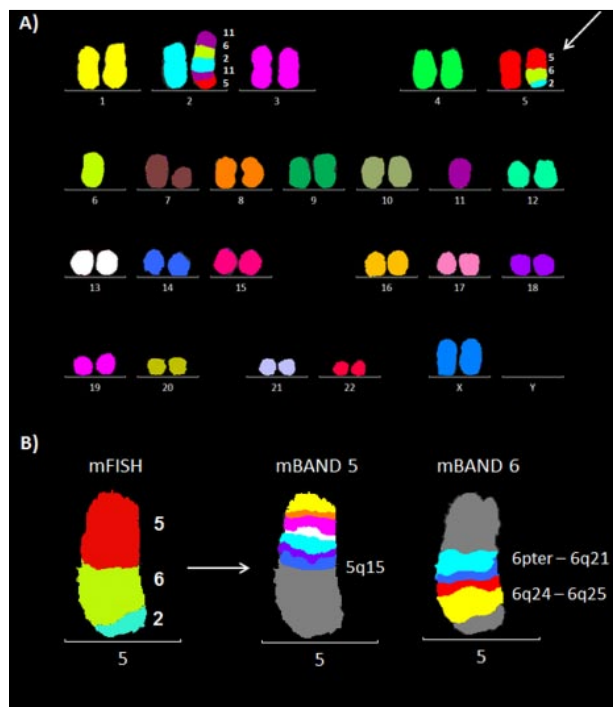 A)
11
6
2
11
5
5
6
2
1 2 3 4 5
6 7 8 9 10 11 12
13 14 15 16 17 18
19 20 21 22 X Y
B)
mFISH mBAND 5 mBAND 6
5
6
2
5q15
6pter – 6q21
6q24 – 6q25
5 5 5